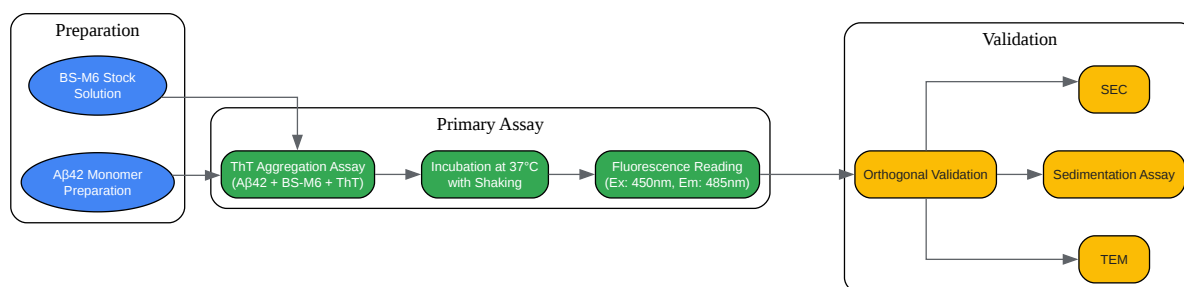 Preparation
BS-M6 Stock
Solution
Aβ42 Monomer
Preparation
Primary Assay
ThT Aggregation Assay
(Aβ42 + BS-M6 + ThT)
Incubation at 37°C
with Shaking
Fluorescence Reading
(Ex: 450nm, Em: 485nm)
Validation
Orthogonal Validation
SEC
Sedimentation Assay
TEM